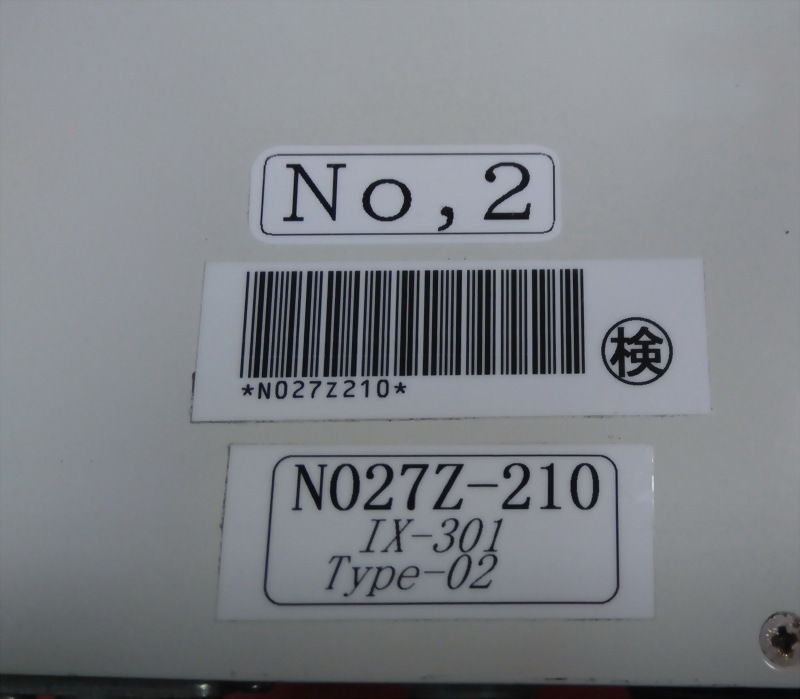 No,2
検
*N027Z210*
N027Z-210
IX-301
Type-02